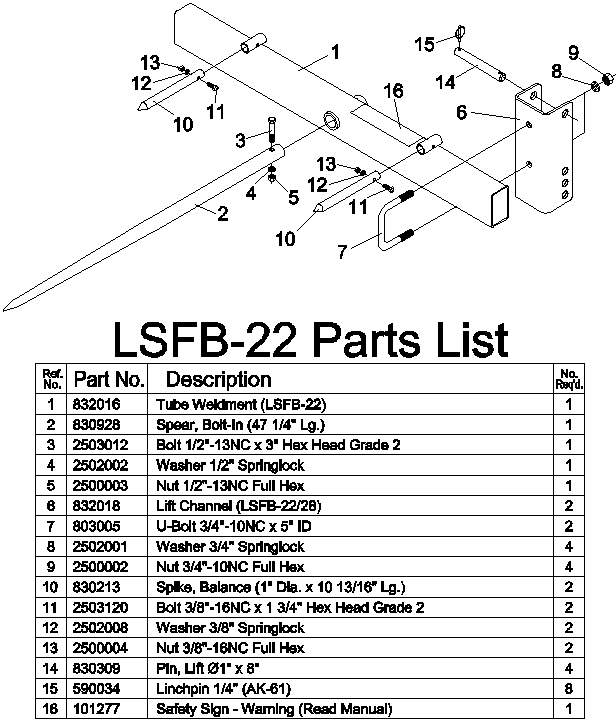 15
1
9
8
13
14
12
16
6
11
10
3
13
12
4
5
11
2
10
7
LSFB-22 Parts List
Ref. No. Part No. Description No. Req'd.
1 832016 Tube Weldment (LSFB-22) 1
2 830928 Spear, Bolt-In (47 1/4" Lg.) 1
3 2503012 Bolt 1/2"-13NC x 3" Hex Head Grade 2 1
4 2502002 Washer 1/2" Springlock 1
5 2500003 Nut 1/2"-13NC Full Hex 1
6 832018 Lift Channel (LSFB-22/28) 2
7 803005 U-Bolt 3/4"-10NC x 5" ID 2
8 2502001 Washer 3/4" Springlock 4
9 2500002 Nut 3/4"-10NC Full Hex 4
10 830213 Spike, Balance (1" Dia. x 10 13/16" Lg.) 2
11 2503120 Bolt 3/8"-16NC x 1 3/4" Hex Head Grade 2 2
12 2502008 Washer 3/8" Springlock 2
13 2500004 Nut 3/8"-16NC Full Hex 2
14 830309 Pin, Lift Ø1" x 8" 4
15 590034 Linchpin 1/4" (AK-61) 8
16 101277 Safety Sign - Warning (Read Manual) 1